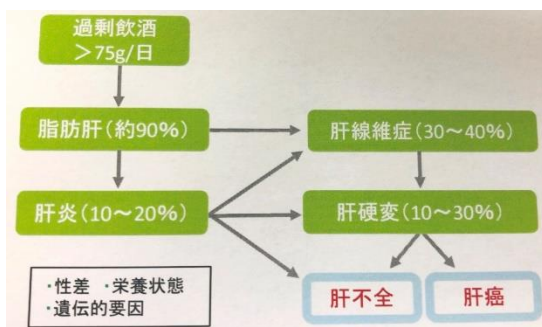 過剰飲酒
＞75g/日
脂肪肝(約90%)
肝線維症(30～40%)
肝炎(10～20%)
肝硬変(10～30%)
・性差 ・栄養状態
・遺伝的要因
肝不全
肝癌